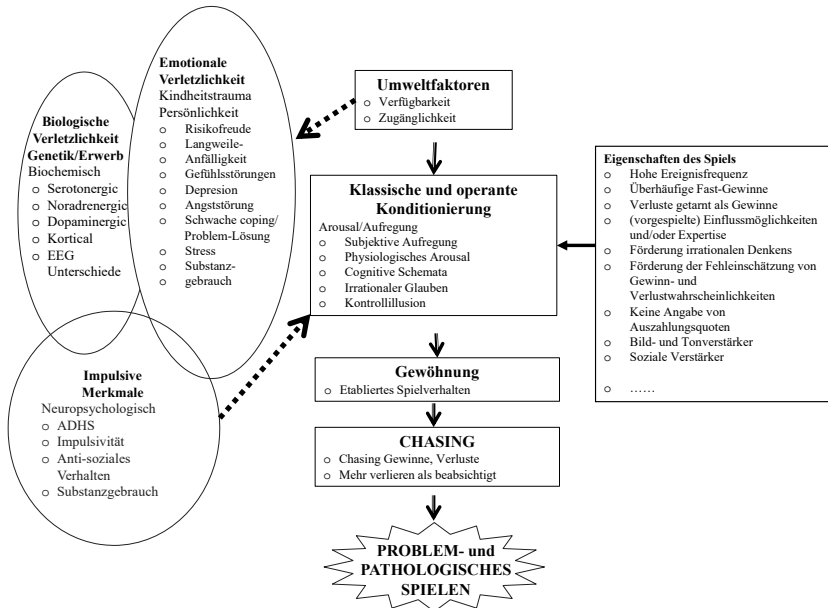 Emotionale
Verletzlichkeit
Kindheitstrauma
Persönlichkeit
o Risikofreude
o Langweile-
o Anfälligkeit
o Gefühlsstörungen
o Depresion
o Angststörung
o Schwache coping/
Problem-Lösung
o Stress
o Substanz-
o gebrauch
Biologische
Verletzlichkeit
Genetik/Erwerb
Biochemisch
o Serotonergic
o Noradrenergic
o Dopaminergic
o Kortical
o EEG
Unterschiede
Impulsive
Merkmale
Neuropsychologisch
o ADHS
o Impulsivität
o Anti-soziales
Verhalten
o Substanzgebrauch
Umweltfaktoren
o Verfügbarkeit
o Zugänglichkeit
Klassische und operante
Konditionierung
Arousal/Aufregung
o Subjektive Aufregung
o Physiologisches Arousal
o Cognitive Schemata
o Irrationaler Glauben
o Kontrollillusion
Gewöhnung
o Etabliertes Spielverhalten
CHASING
o Chasing Gewinne, Verluste
o Mehr verlieren als beabsichtigt
PROBLEM- und
PATHOLOGISCHES
SPIELEN
Eigenschaften des Spiels
o Hohe Ereignisfrequenz
o Überhäufige Fast-Gewinne
o Verluste getarnt als Gewinne
o (vorgespielte) Einflussmöglichkeiten
und/oder Expertise
o Förderung irrationalen Denkens
o Förderung der Fehleinschätzung von
Gewinn- und
Verlustwahrscheinlichkeiten
o Keine Angabe von
Auszahlungsquoten
o Bild- und Tonverstärker
o Soziale Verstärker
o ……